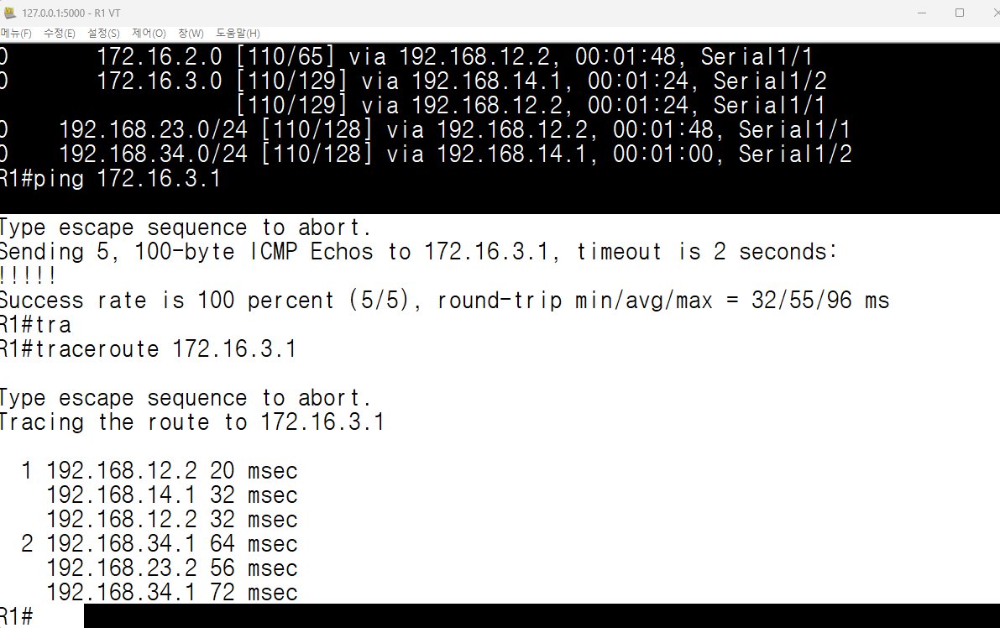 127.0.0.1:5000 - R1 VT
메뉴(F) 수정(E) 설정(S) 제어(O) 창(W) 도움말(H)
O 172.16.2.0 [110/65] via 192.168.12.2, 00:01:48, Serial1/1
O 172.16.3.0 [110/129] via 192.168.14.1, 00:01:24, Serial1/2
[110/129] via 192.168.12.2, 00:01:24, Serial1/1
O 192.168.23.0/24 [110/128] via 192.168.12.2, 00:01:48, Serial1/1
O 192.168.34.0/24 [110/128] via 192.168.14.1, 00:01:00, Serial1/2
R1#ping 172.16.3.1
Type escape sequence to abort.
Sending 5, 100-byte ICMP Echos to 172.16.3.1, timeout is 2 seconds:
!!!!!
Success rate is 100 percent (5/5), round-trip min/avg/max = 32/55/96 ms
R1#tra
R1#traceroute 172.16.3.1
Type escape sequence to abort.
Tracing the route to 172.16.3.1
1 192.168.12.2 20 msec
192.168.14.1 32 msec
192.168.12.2 32 msec
2 192.168.34.1 64 msec
192.168.23.2 56 msec
192.168.34.1 72 msec
R1#